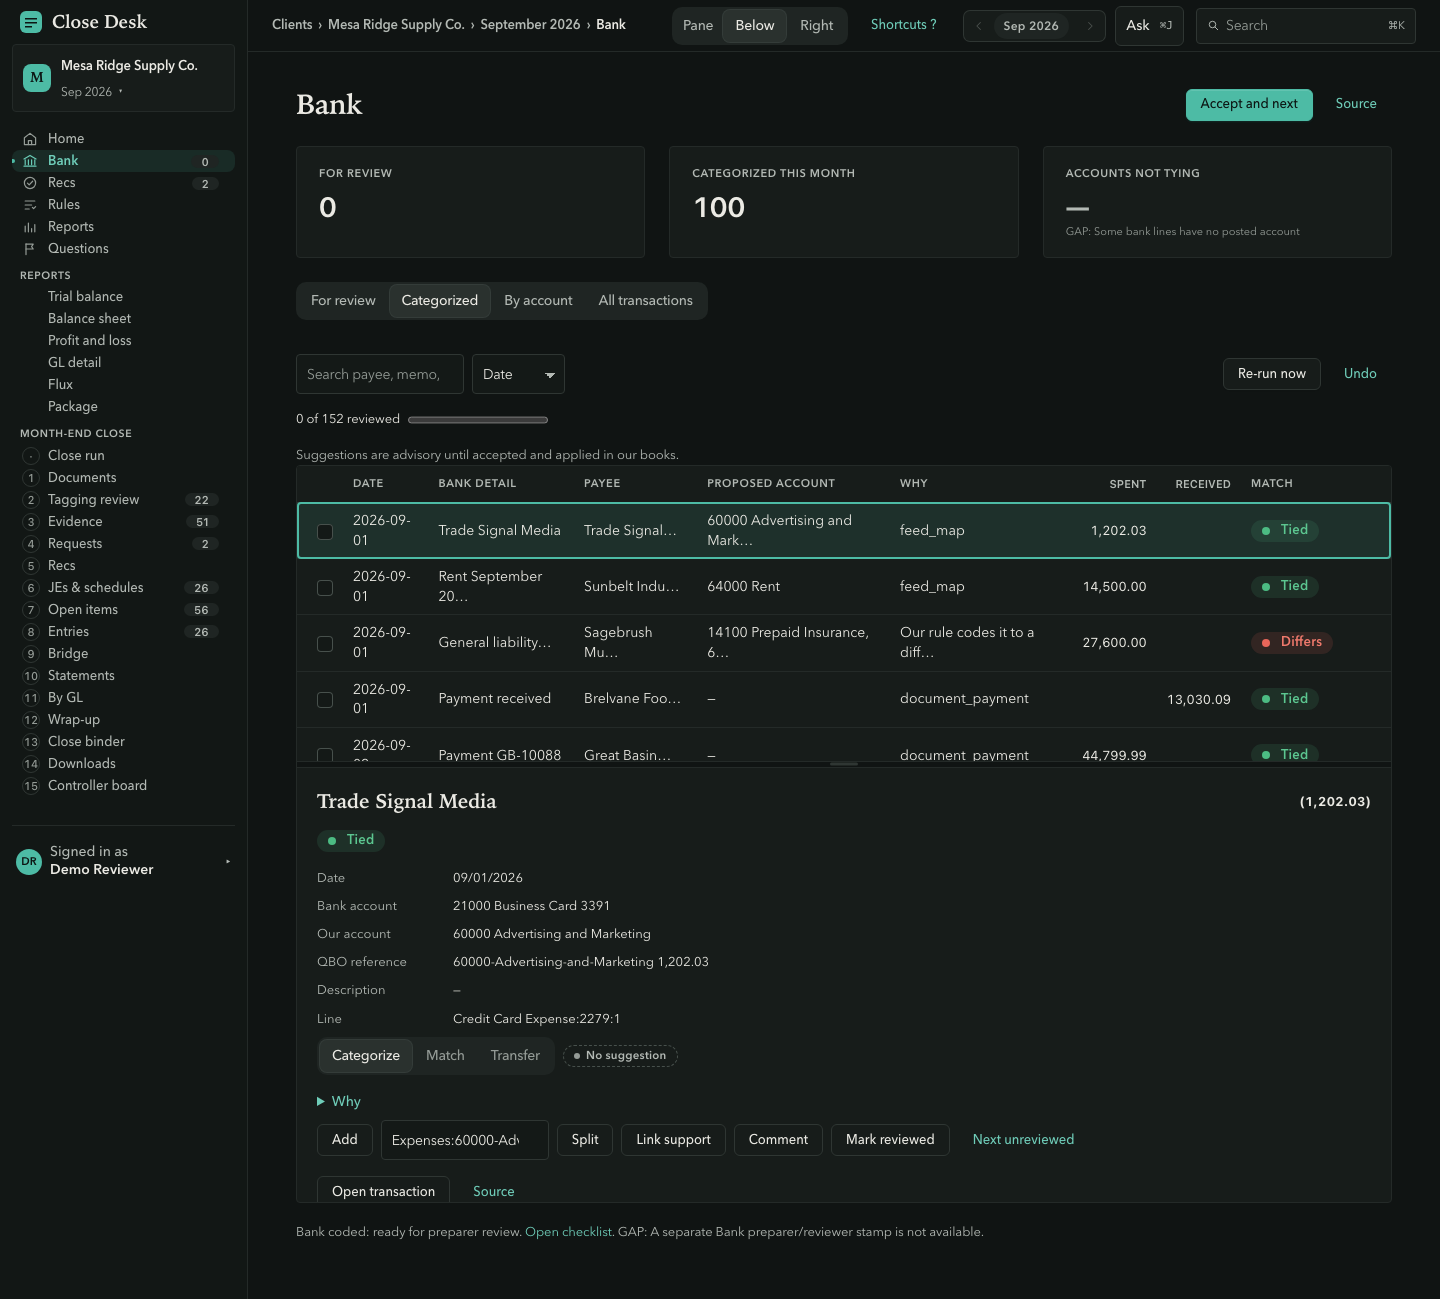 Close Desk
M
Mesa Ridge Supply Co.
Sep 2026
Home
Bank 0
Recs 2
Rules
Reports
Questions
REPORTS
Trial balance
Balance sheet
Profit and loss
GL detail
Flux
Package
MONTH-END CLOSE
Close run
1 Documents
2 Tagging review 22
3 Evidence 51
4 Requests 2
5 Recs
6 JEs & schedules 26
7 Open items 56
8 Entries 26
9 Bridge
10 Statements
11 By GL
12 Wrap-up
13 Close binder
14 Downloads
15 Controller board
DR
Signed in as
Demo Reviewer
Clients › Mesa Ridge Supply Co. › September 2026 › Bank
Pane Below Right
Shortcuts ?
‹ Sep 2026 ›
Ask ⌘J
Search ⌘K
Bank
Accept and next
Source
FOR REVIEW
0
CATEGORIZED THIS MONTH
100
ACCOUNTS NOT TYING
—
GAP: Some bank lines have no posted account
For review Categorized By account All transactions
Search payee, memo,
Date
Re-run now
Undo
0 of 152 reviewed
Suggestions are advisory until accepted and applied in our books.
DATE BANK DETAIL PAYEE PROPOSED ACCOUNT WHY SPENT RECEIVED MATCH
2026-09-01 Trade Signal Media Trade Signal… 60000 Advertising and Mark… feed_map 1,202.03 Tied
2026-09-01 Rent September 20… Sunbelt Indu… 64000 Rent feed_map 14,500.00 Tied
2026-09-01 General liability… Sagebrush Mu… 14100 Prepaid Insurance, 6… Our rule codes it to a diff… 27,600.00 Differs
2026-09-01 Payment received Brelvane Foo… – document_payment 13,030.09 Tied
2026-09- Payment GB-10088 Great Basin… – document_payment 44,799.99 Tied
Trade Signal Media (1,202.03)
Tied
Date 09/01/2026
Bank account 21000 Business Card 3391
Our account 60000 Advertising and Marketing
QBO reference 60000-Advertising-and-Marketing 1,202.03
Description –
Line Credit Card Expense:2279:1
Categorize Match Transfer No suggestion
Why
Add Expenses:60000-Adv Split Link support Comment Mark reviewed Next unreviewed
Open transaction Source
Bank coded: ready for preparer review. Open checklist. GAP: A separate Bank preparer/reviewer stamp is not available.